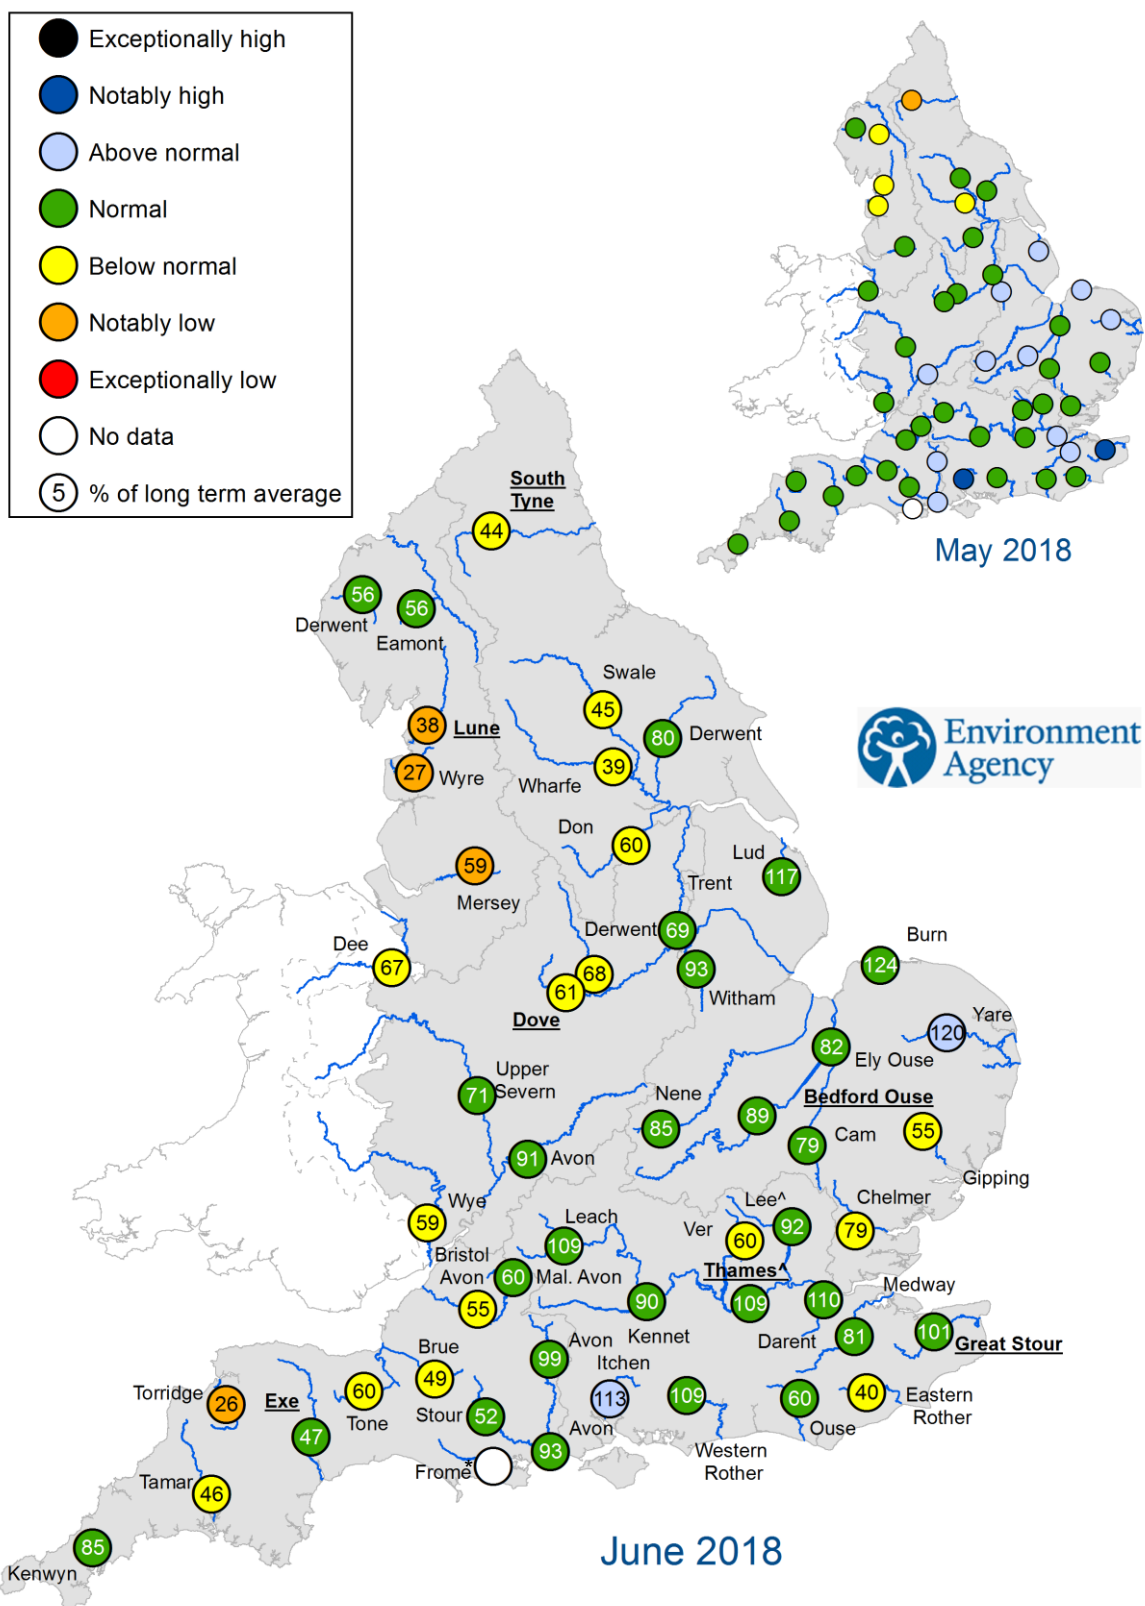 Exceptionally high
Notably high
Above normal
Normal
Below normal
Notably low
Exceptionally low
No data
5 % of long term average
May 2018
South
Tyne
44
56
Derwent
56
Eamont
Swale
45
80 Derwent
38 Lune
27 Wyre
Wharfe 39
Environment
Agency
Don
60
59
Mersey
Lud
117
Trent
Derwent 69
Dee
67
68
61
Dove
93
Witham
Burn
124
Yare
120
82
Ely Ouse
Upper
Severn
71
Nene
85
Bedford Ouse
89
79
Cam
55
Gipping
91 Avon
Wye
59
Leach
109
Ver
60
Lee^
92
Chelmer
79
Bristol
Avon
55
60 Mal. Avon
90
Kennet
Thames^
109
110
Darent
Medway
81
101
Great Stour
Brue
49
Avon
99
Itchen
113
109
Western
Rother
60
Ouse
40
Eastern
Rother
Torridge
26
Exe
47
60
Tone
Stour 52
Avon
93
Frome*
Tamar
46
85
Kenwyn
June 2018